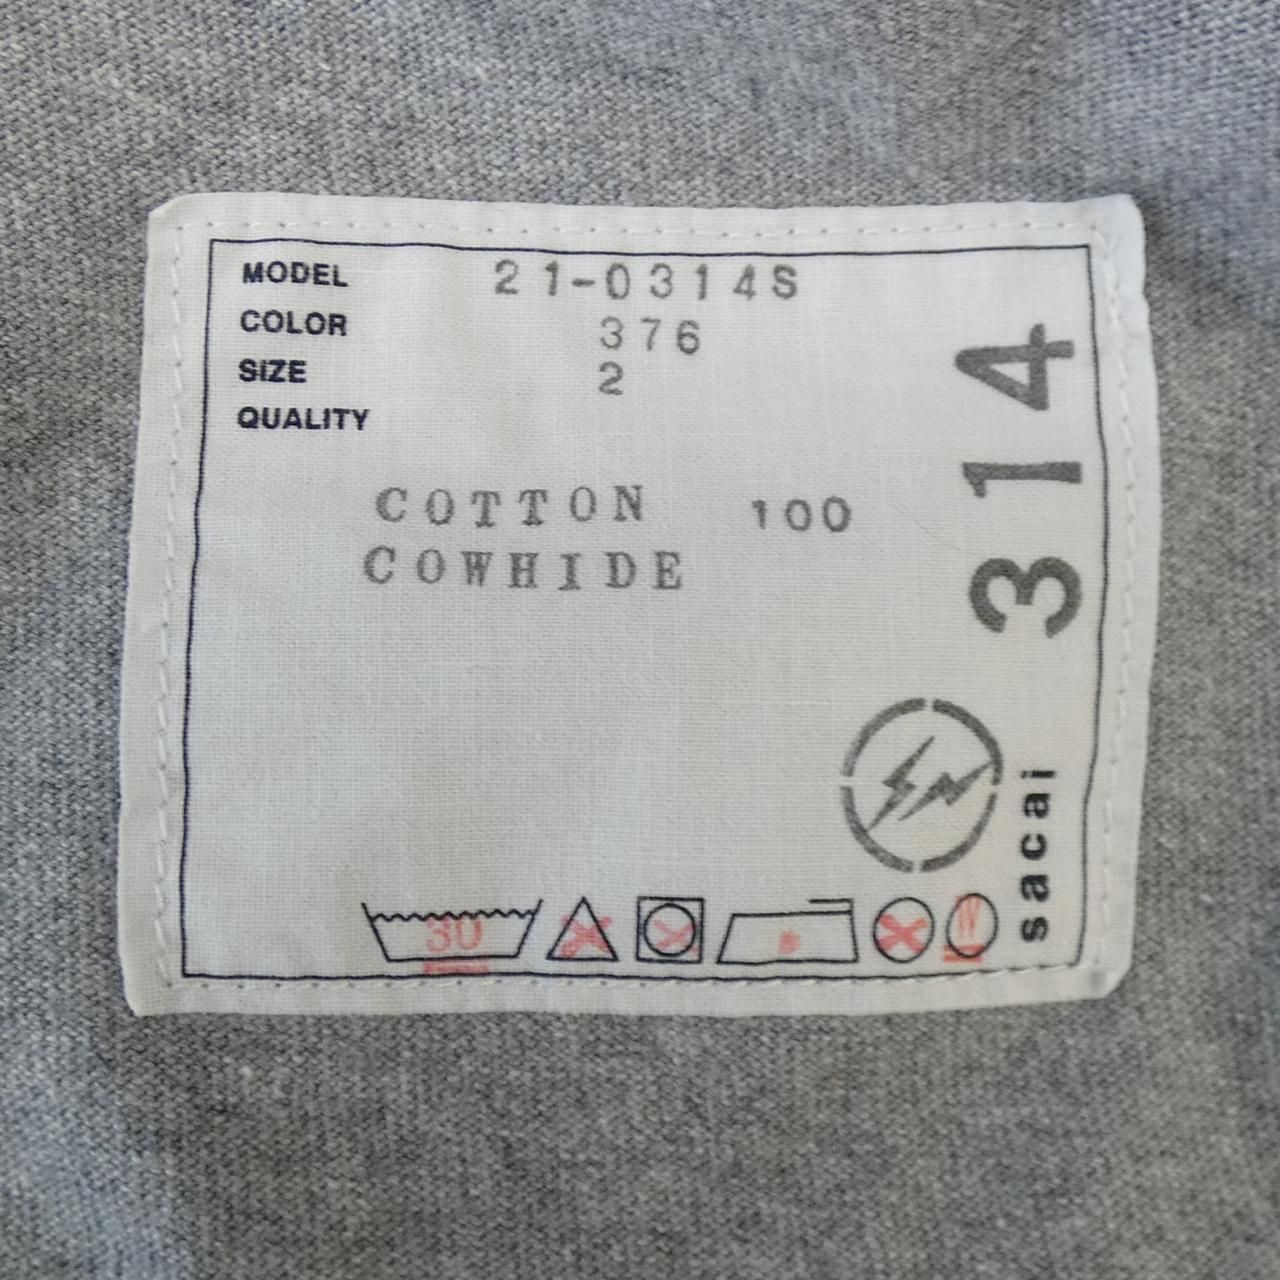 MODEL 21-0314S
COLOR 376
SIZE 2
QUALITY
COTTON 100
COWHIDE
314
sacai
30
W